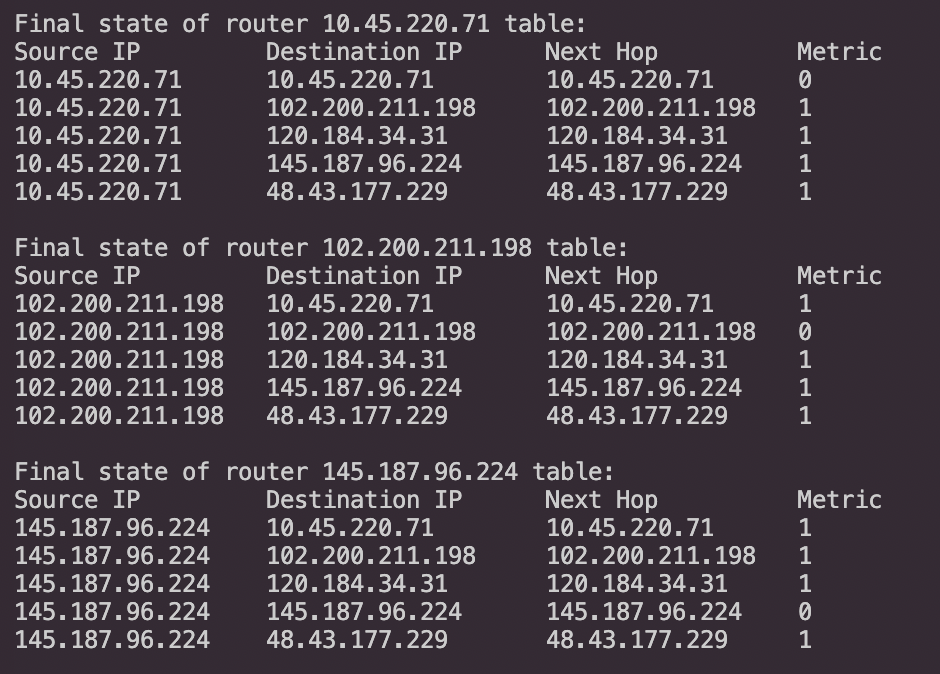 Final state of router 10.45.220.71 table:
Source IP         Destination IP      Next Hop          Metric
10.45.220.71      10.45.220.71        10.45.220.71      0
10.45.220.71      102.200.211.198     102.200.211.198   1
10.45.220.71      120.184.34.31       120.184.34.31     1
10.45.220.71      145.187.96.224      145.187.96.224    1
10.45.220.71      48.43.177.229       48.43.177.229     1

Final state of router 102.200.211.198 table:
Source IP         Destination IP      Next Hop          Metric
102.200.211.198   10.45.220.71        10.45.220.71      1
102.200.211.198   102.200.211.198     102.200.211.198   0
102.200.211.198   120.184.34.31       120.184.34.31     1
102.200.211.198   145.187.96.224      145.187.96.224    1
102.200.211.198   48.43.177.229       48.43.177.229     1

Final state of router 145.187.96.224 table:
Source IP         Destination IP      Next Hop          Metric
145.187.96.224    10.45.220.71        10.45.220.71      1
145.187.96.224    102.200.211.198     102.200.211.198   1
145.187.96.224    120.184.34.31       120.184.34.31     1
145.187.96.224    145.187.96.224      145.187.96.224    0
145.187.96.224    48.43.177.229       48.43.177.229     1